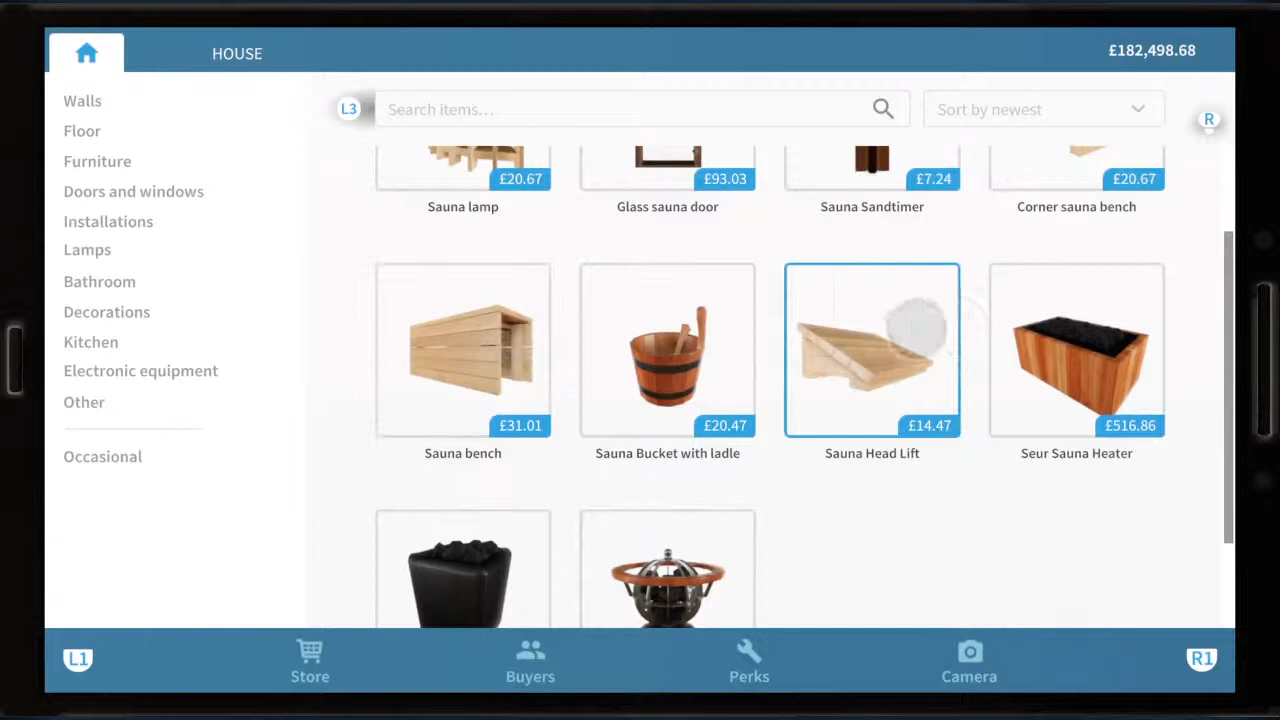 HOUSE
£182,498.68
Walls
Floor
Furniture
Doors and windows
Installations
Lamps
Bathroom
Decorations
Kitchen
Electronic equipment
Other
Occasional
L3
Search items...
Sort by newest
R
£20.67
£93.03
£7.24
£20.67
Sauna lamp
Glass sauna door
Sauna Sandtimer
Corner sauna bench
£31.01
£20.47
£14.47
£516.86
Sauna bench
Sauna Bucket with ladle
Sauna Head Lift
Seur Sauna Heater
L1
Store
Buyers
Perks
Camera
R1